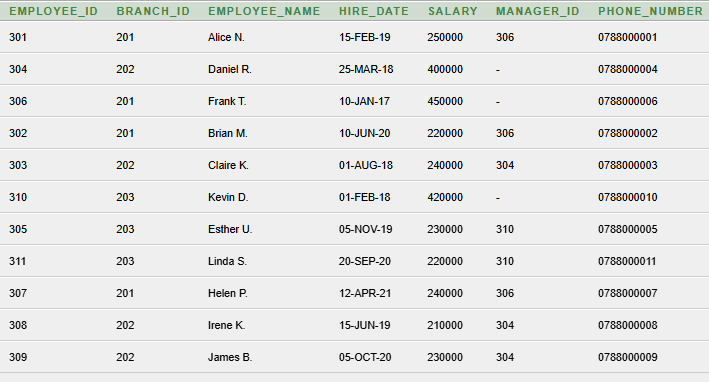 EMPLOYEE_ID BRANCH_ID EMPLOYEE_NAME HIRE_DATE SALARY MANAGER_ID PHONE_NUMBER
301 201 Alice N. 15-FEB-19 250000 306 0788000001
304 202 Daniel R. 25-MAR-18 400000 - 0788000004
306 201 Frank T. 10-JAN-17 450000 - 0788000006
302 201 Brian M. 10-JUN-20 220000 306 0788000002
303 202 Claire K. 01-AUG-18 240000 304 0788000003
310 203 Kevin D. 01-FEB-18 420000 - 0788000010
305 203 Esther U. 05-NOV-19 230000 310 0788000005
311 203 Linda S. 20-SEP-20 220000 310 0788000011
307 201 Helen P. 12-APR-21 240000 306 0788000007
308 202 Irene K. 15-JUN-19 210000 304 0788000008
309 202 James B. 05-OCT-20 230000 304 0788000009